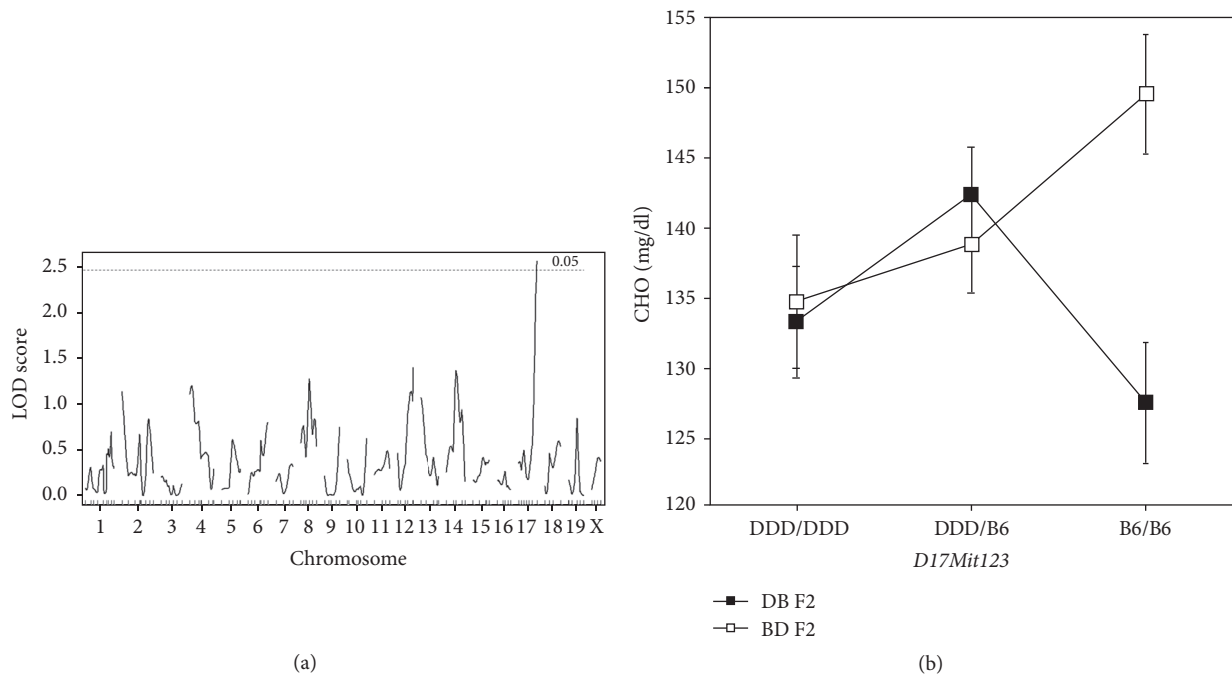 2.5
2.0
1.5
1.0
0.5
0.0
LOD score
0.05
1 2 3 4 5 6 7 8 9 10 11 12 13 14 15 16 17 18 19 X
Chromosome
(a)
155
150
145
140
135
130
125
120
CHO (mg/dl)
DDD/DDD DDD/B6 B6/B6
D17Mit123
DB F2
BD F2
(b)